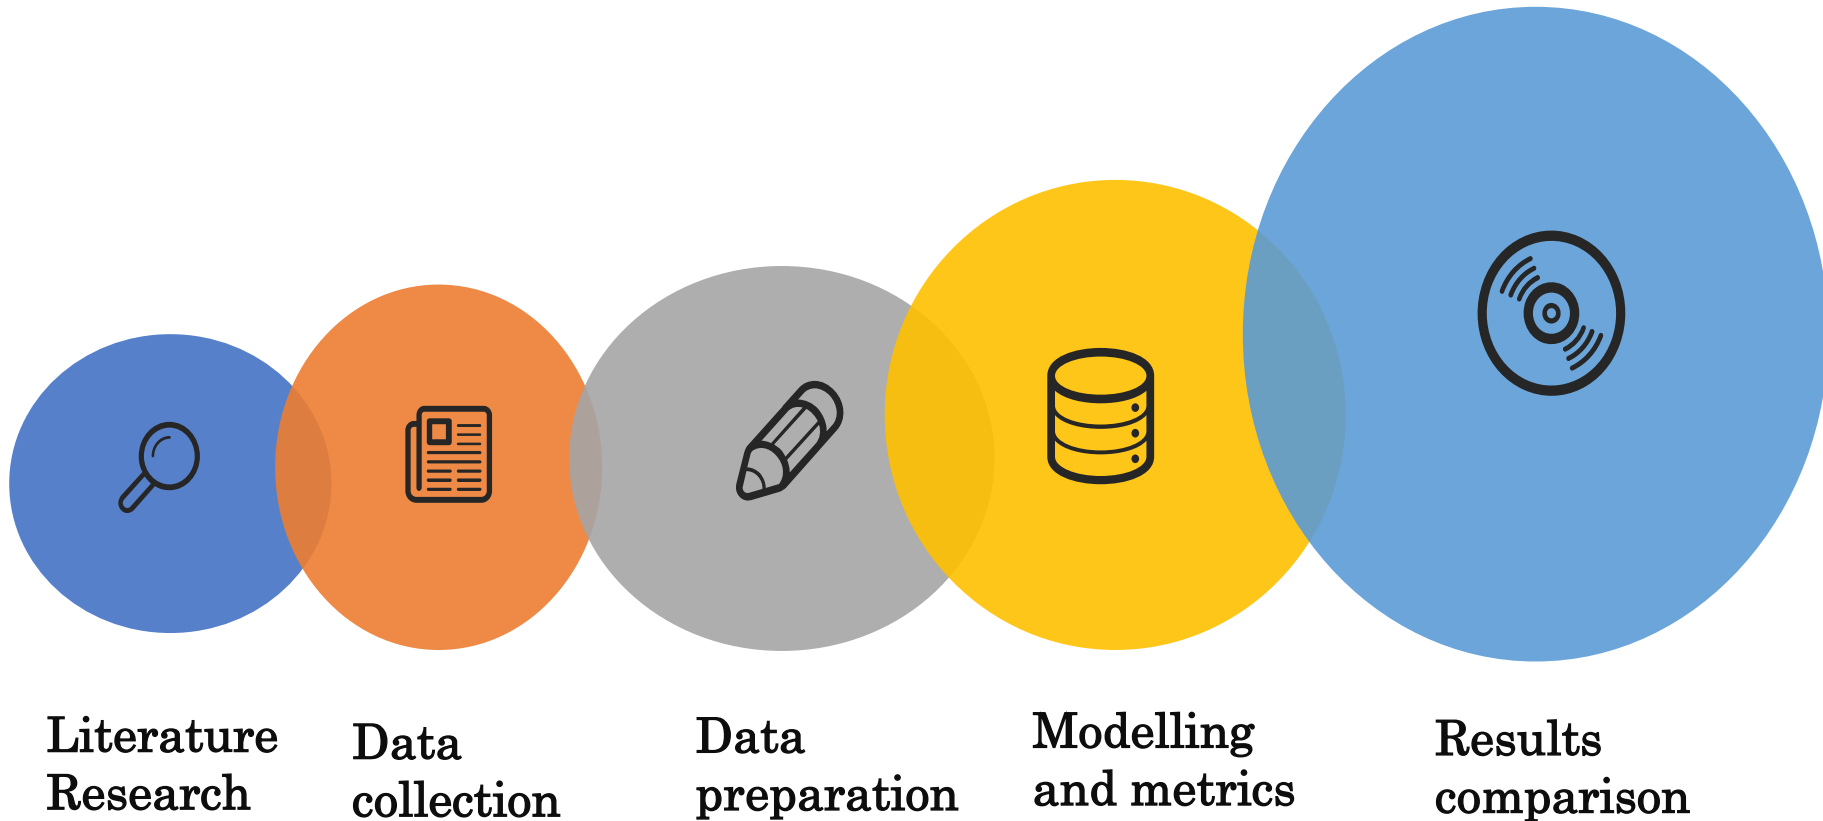 Literature
Research
Data
collection
Data
preparation
Modelling
and metrics
Results
comparison